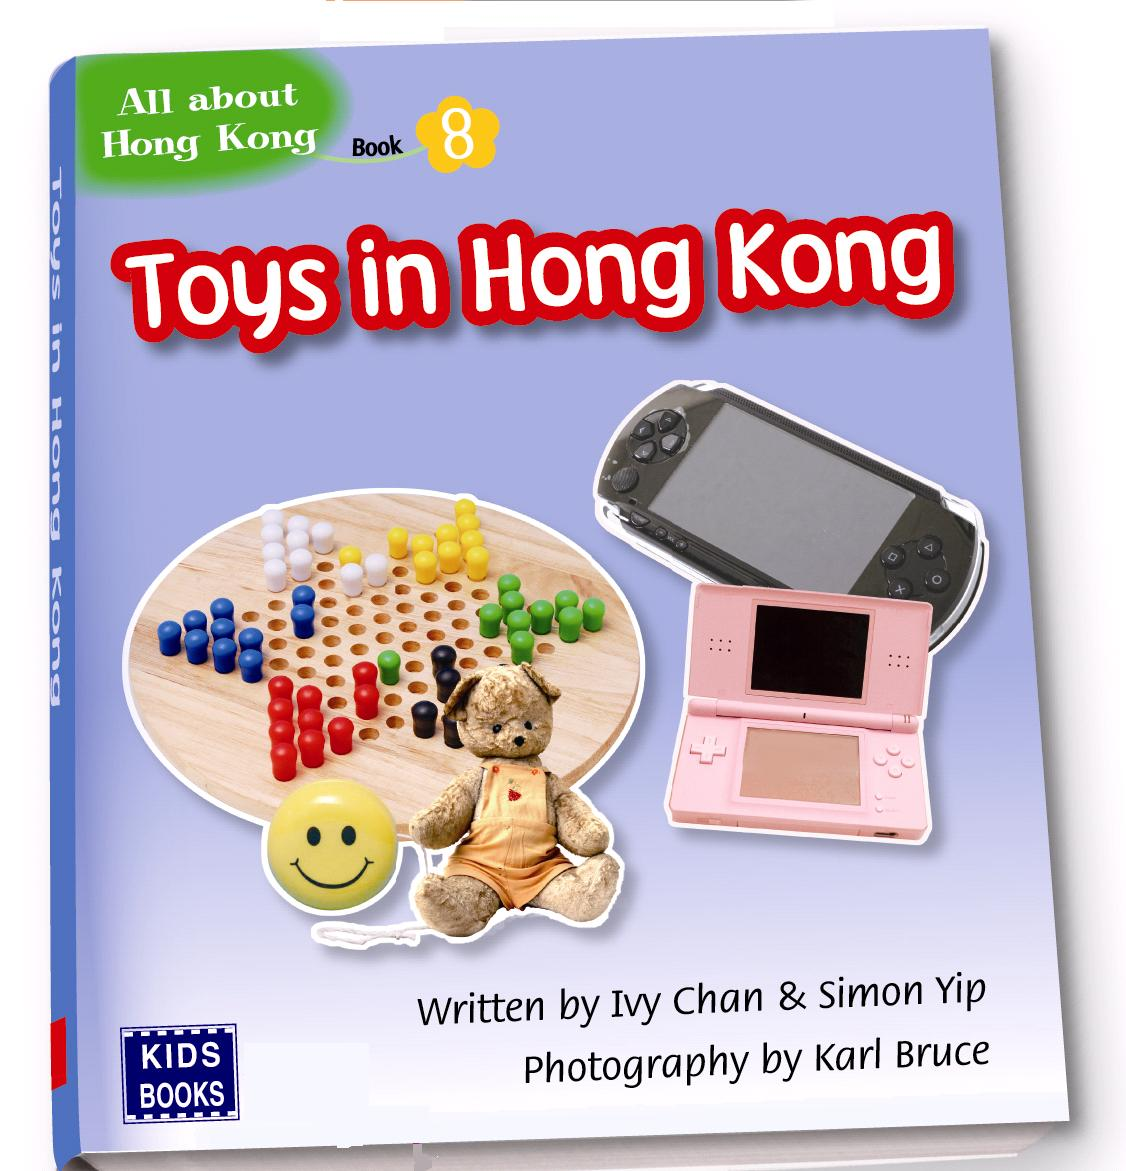 All about
Hong Kong
Book 8
Toys in Hong Kong
Toys in Hong Kong
Written by Ivy Chan & Simon Yip
Photography by Karl Bruce
KIDS
BOOKS